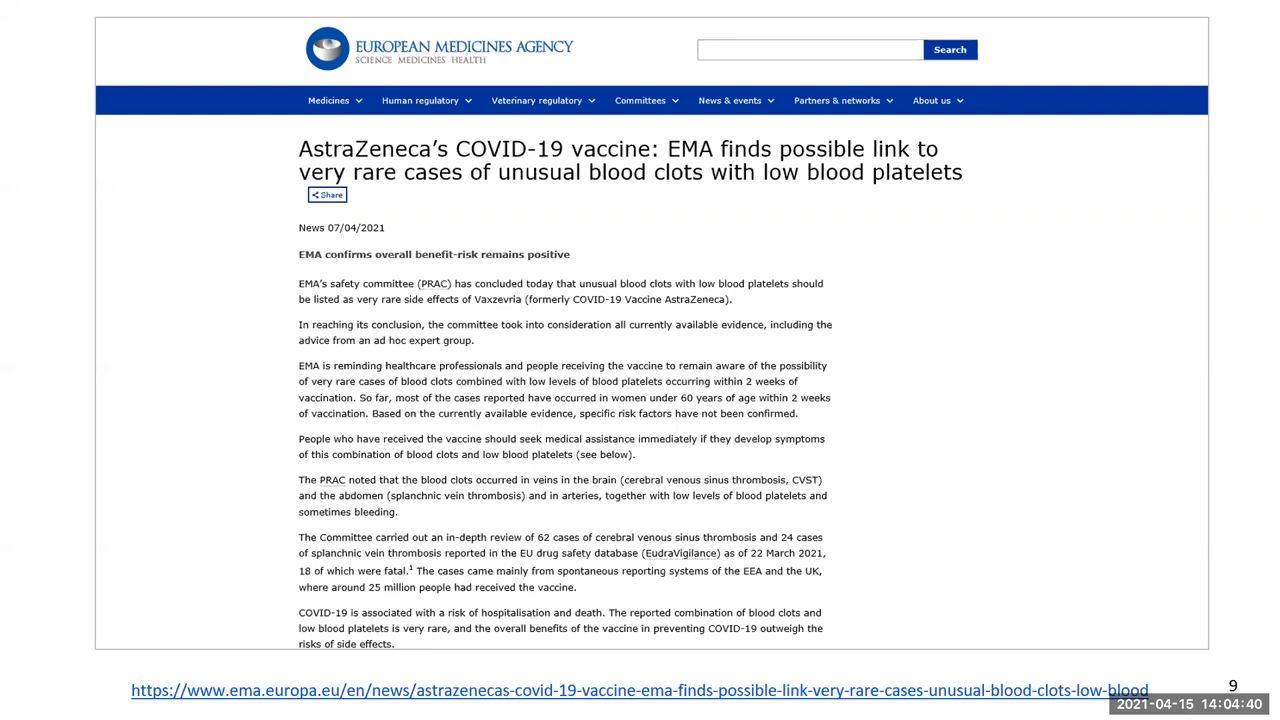 EUROPEAN MEDICINES AGENCY
SCIENCE MEDICINES HEALTH
Search
Medicines Human regulatory Veterinary regulatory Committees News & events Partners & networks About us
AstraZeneca’s COVID-19 vaccine: EMA finds possible link to
very rare cases of unusual blood clots with low blood platelets
Share
News 07/04/2021
EMA confirms overall benefit-risk remains positive
EMA’s safety committee (PRAC) has concluded today that unusual blood clots with low blood platelets should
be listed as very rare side effects of Vaxzevria (formerly COVID-19 Vaccine AstraZeneca).
In reaching its conclusion, the committee took into consideration all currently available evidence, including the
advice from an ad hoc expert group.
EMA is reminding healthcare professionals and people receiving the vaccine to remain aware of the possibility
of very rare cases of blood clots combined with low levels of blood platelets occurring within 2 weeks of
vaccination. So far, most of the cases reported have occurred in women under 60 years of age within 2 weeks
of vaccination. Based on the currently available evidence, specific risk factors have not been confirmed.
People who have received the vaccine should seek medical assistance immediately if they develop symptoms
of this combination of blood clots and low blood platelets (see below).
The PRAC noted that the blood clots occurred in veins in the brain (cerebral venous sinus thrombosis, CVST)
and the abdomen (splanchnic vein thrombosis) and in arteries, together with low levels of blood platelets and
sometimes bleeding.
The Committee carried out an in-depth review of 62 cases of cerebral venous sinus thrombosis and 24 cases
of splanchnic vein thrombosis reported in the EU drug safety database (EudraVigilance) as of 22 March 2021,
18 of which were fatal.¹ The cases came mainly from spontaneous reporting systems of the EEA and the UK,
where around 25 million people had received the vaccine.
COVID-19 is associated with a risk of hospitalisation and death. The reported combination of blood clots and
low blood platelets is very rare, and the overall benefits of the vaccine in preventing COVID-19 outweigh the
risks of side effects.
https://www.ema.europa.eu/en/news/astrazenecas-covid-19-vaccine-ema-finds-possible-link-very-rare-cases-unusual-blood-clots-low-blood
9
2021-04-15 14:04:40